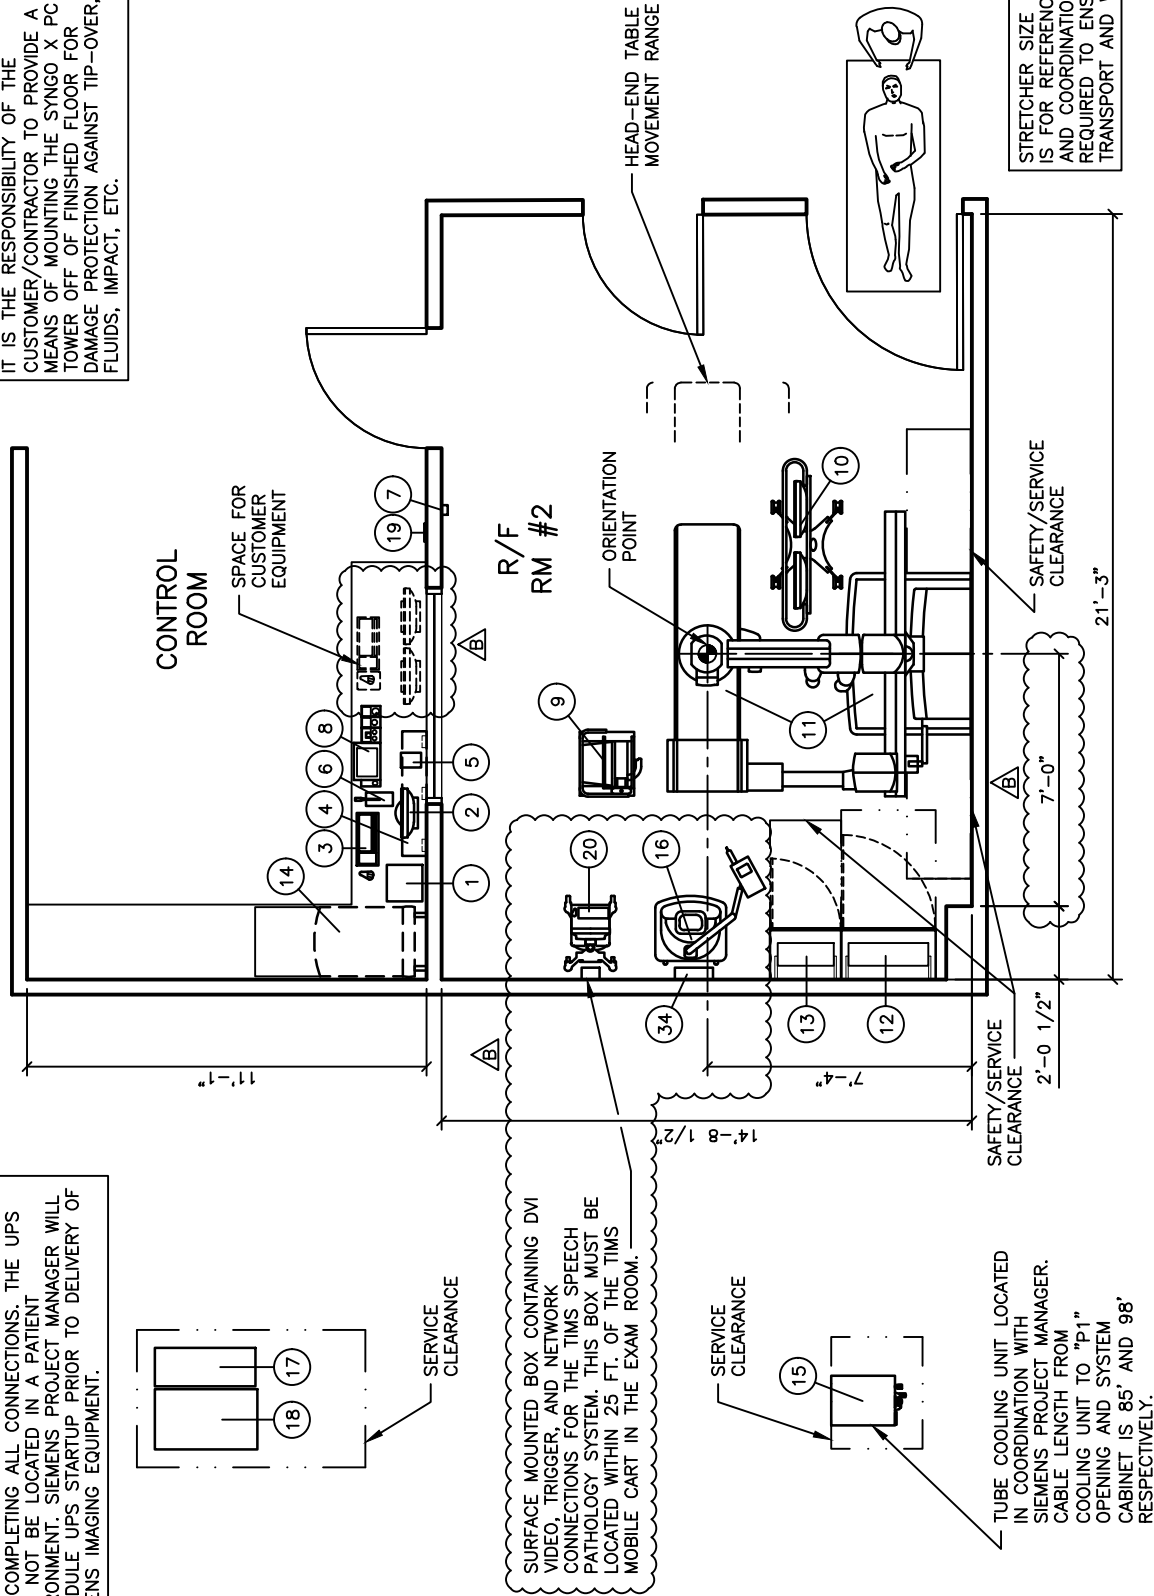 IT IS THE RESPONSIBILITY OF THE
CUSTOMER/CONTRACTOR TO PROVIDE A
MEANS OF MOUNTING THE SYNGO X PC
TOWER OFF OF FINISHED FLOOR FOR
DAMAGE PROTECTION AGAINST TIP-OVER,
FLUIDS, IMPACT, ETC.
HEAD-END TABLE
MOVEMENT RANGE
STRETCHER SIZE
IS FOR REFERENC
AND COORDINATIO
REQUIRED TO ENS
TRANSPORT AND
CONTROL
ROOM
SPACE FOR
CUSTOMER
EQUIPMENT
19
7
R/F
RM #2
ORIENTATION
POINT
10
SAFETY/SERVICE
CLEARANCE
21'-3"
14
3
4
6
8
B
1
2
5
9
11
B
7'-0"
20
16
34
13
12
SAFETY/SERVICE
CLEARANCE
2'-0 1/2"
11'-1"
B
14'-8 1/2"
7'-4"
COMPLETING ALL CONNECTIONS. THE UPS
NOT BE LOCATED IN A PATIENT
RONMENT. SIEMENS PROJECT MANAGER WILL
DULE UPS STARTUP PRIOR TO DELIVERY OF
ENS IMAGING EQUIPMENT.
18
17
SERVICE
CLEARANCE
SURFACE MOUNTED BOX CONTAINING DVI
VIDEO, TRIGGER, AND NETWORK
CONNECTIONS FOR THE TIMS SPEECH
PATHOLOGY SYSTEM. THIS BOX MUST BE
LOCATED WITHIN 25 FT. OF THE TIMS
MOBILE CART IN THE EXAM ROOM.
SERVICE
CLEARANCE
15
TUBE COOLING UNIT LOCATED
IN COORDINATION WITH
SIEMENS PROJECT MANAGER.
CABLE LENGTH FROM
COOLING UNIT TO "P1"
OPENING AND SYSTEM
CABINET IS 85' AND 98'
RESPECTIVELY.